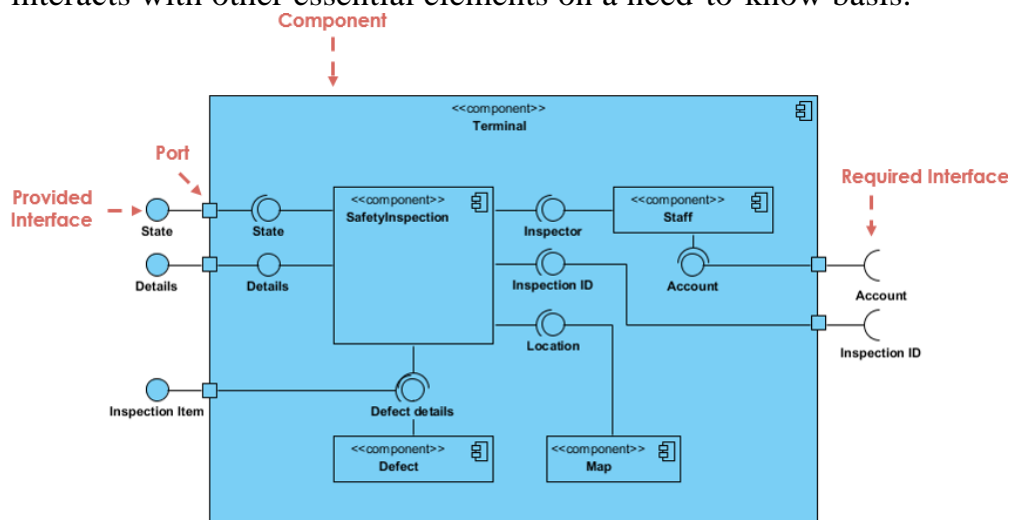 interacts with other essential elements on a need-to-know basis.
Component
<<component>>
Terminal
Port
Provided
Interface
Required Interface
<<component>>
SafetyInspection
<<component>>
Staff
State
State
Inspector
Details
Details
Inspection ID
Account
Account
Location
Inspection ID
Inspection Item
Defect details
<<component>>
Defect
<<component>>
Map